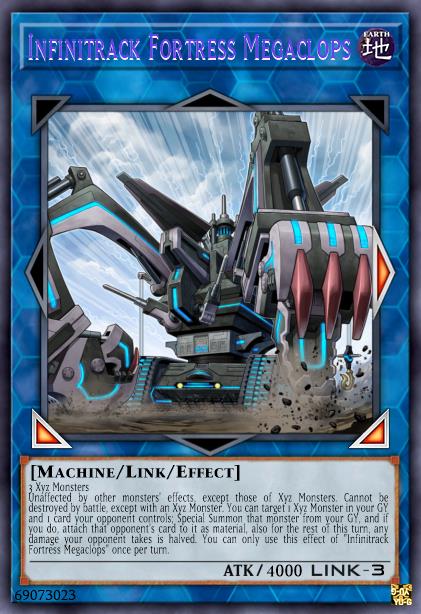 Infinitrack Fortress Megaclops
EARTH
地
[Machine/Link/Effect]
3 Xyz Monsters
Unaffected by other monsters' effects, except those of Xyz Monsters. Cannot be
destroyed by battle, except with an Xyz Monster. You can target 1 Xyz Monster in your GY
and 1 card your opponent controls; Special Summon that monster from your GY, and if
you do, attach that opponent's card to it as material, also for the rest of this turn, any
damage your opponent takes is halved. You can only use this effect of "Infinitrack
Fortress Megaclops" once per turn.
ATK/4000 LINK-3
69073023